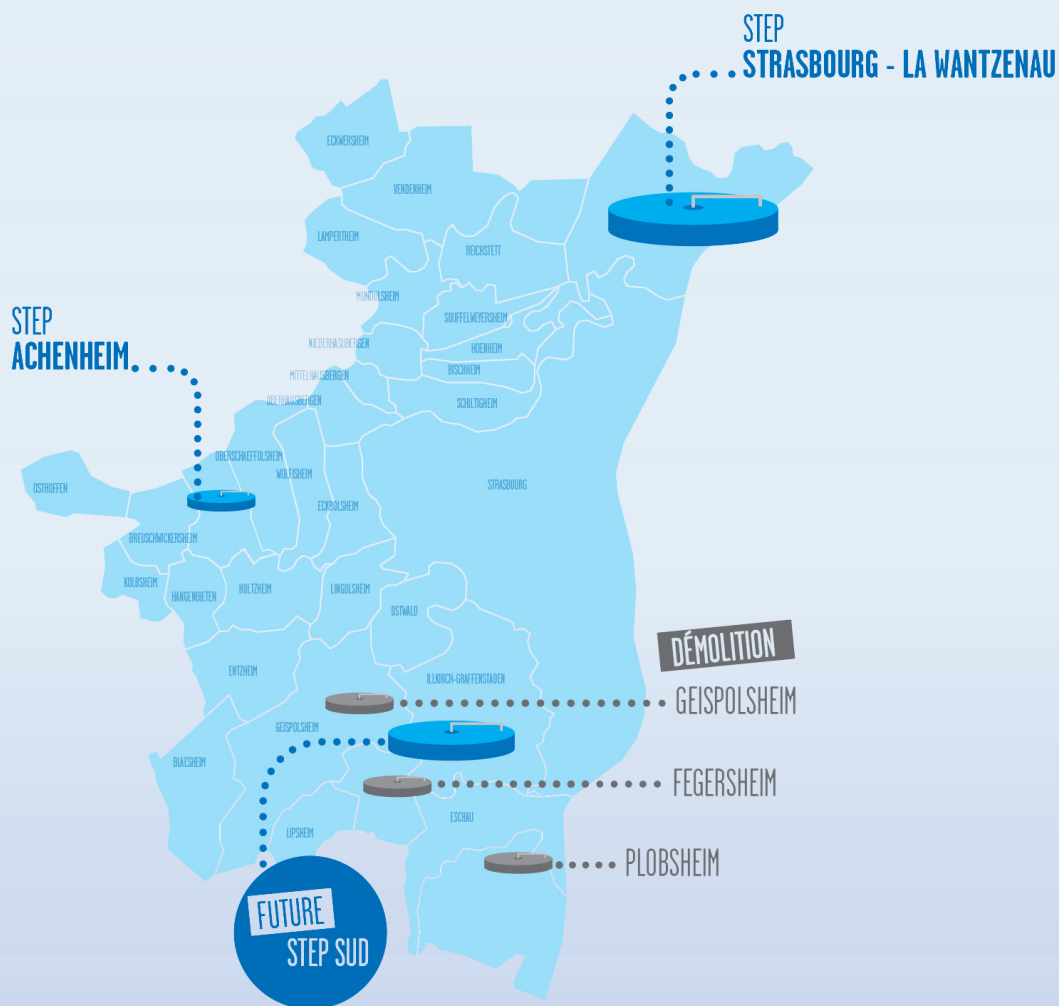 STEP
STRASBOURG - LA WANTZENAU
ECKWERSHEIM
VENDENHEIM
LAMPERTHEIM
REICHSTETT
MUNDOLSHEIM
SOUFFELWEYERSHEIM
STEP
ACHENHEIM
NIEDERHAUSBERGEN
HOENHEIM
BISCHHEIM
MITTELHAUSBERGEN
OBERHAUSBERGEN
SCHILTIGHEIM
OBERSCHAEFFOLSHEIM
WOLFISHEIM
OSTHOFFEN
STRASBOURG
ECKBOLSHEIM
BREUSCHWICKERSHEIM
KOLBSHEIM
HANGENBIETEN
HOLTZHEIM
LINGOLSHEIM
OSTWALD
DÉMOLITION
ENTZHEIM
ILLKIRCH-GRAFFENSTADEN
GEISPOLSHEIM
GEISPOLSHEIM
BLAESHEIM
FEGERSHEIM
ESCHAU
LIPSHEIM
PLOBSHEIM
FUTURE
STEP SUD